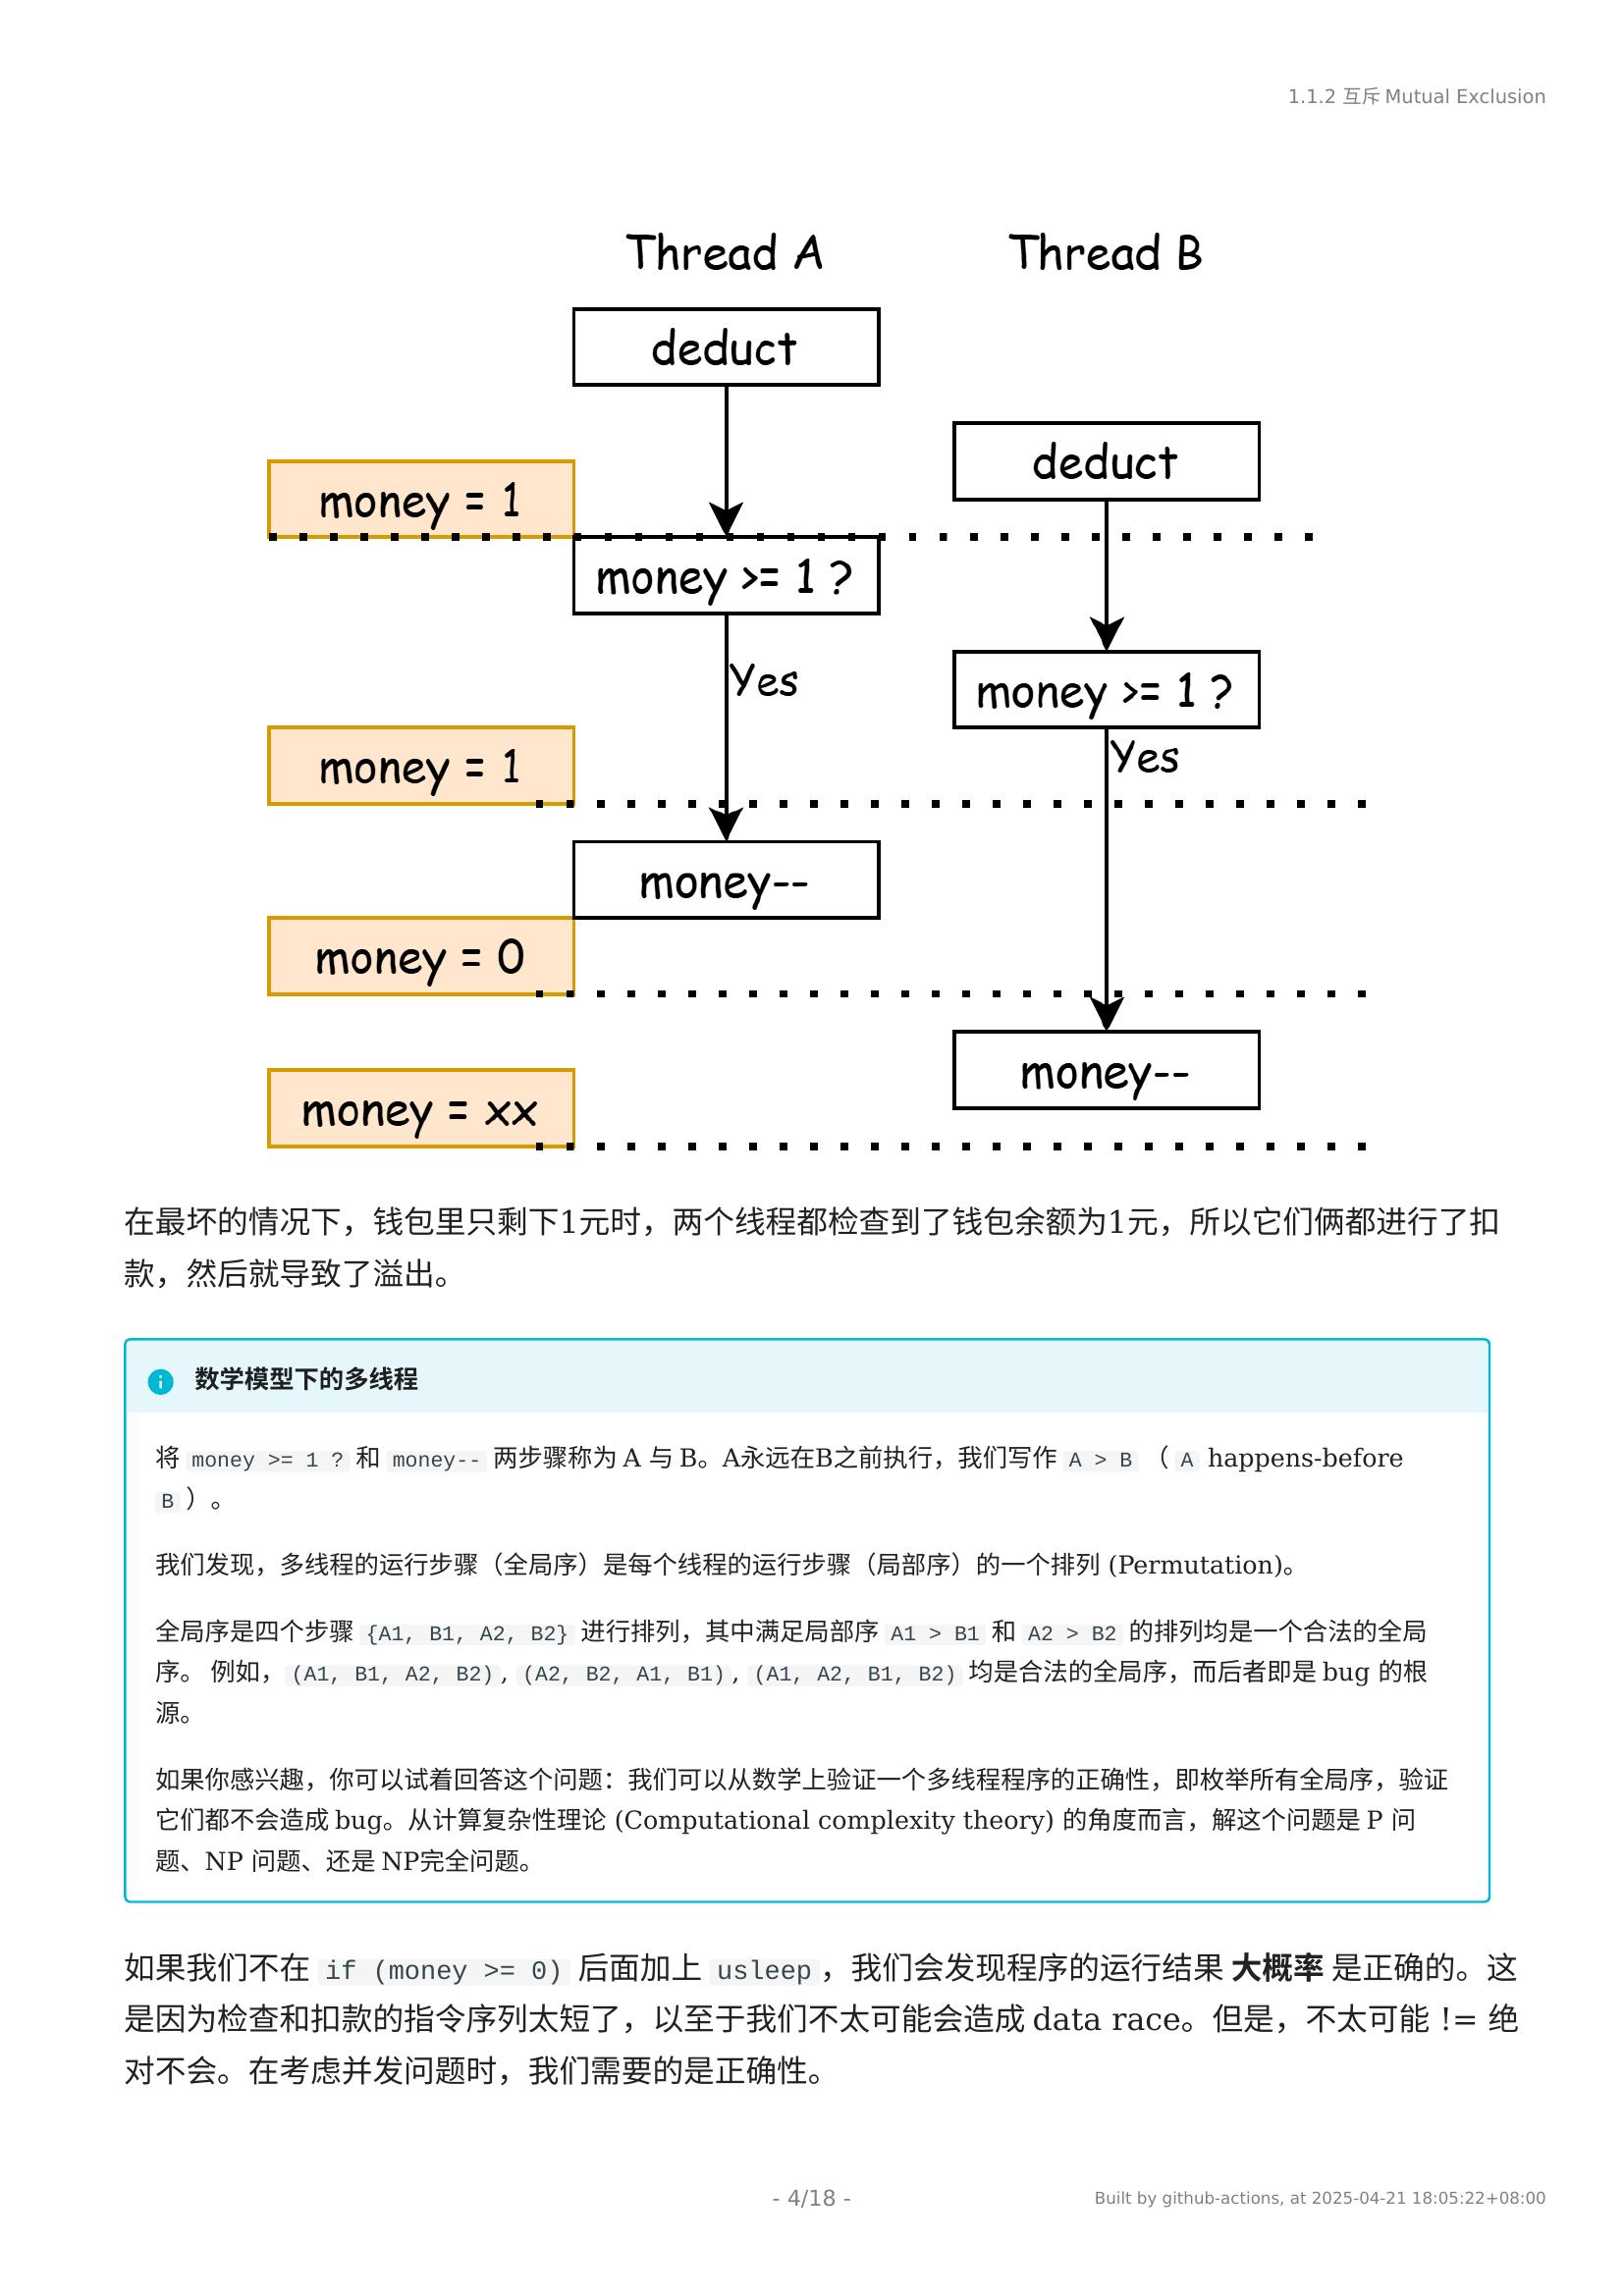 1.1.2 互斥 Mutual Exclusion
Thread A
Thread B
deduct
deduct
money = 1
money >= 1 ?
Yes
money >= 1 ?
Yes
money = 1
money--
money = 0
money--
money = xx
在最坏的情况下，钱包里只剩下1元时，两个线程都检查到了钱包余额为1元，所以它们俩都进行了扣
款，然后就导致了溢出。
数学模型下的多线程
将 money >= 1 ? 和 money-- 两步骤称为 A 与 B。A永远在B之前执行，我们写作 A > B （ A happens-before
B ）。
我们发现，多线程的运行步骤（全局序）是每个线程的运行步骤（局部序）的一个排列 (Permutation)。
全局序是四个步骤 {A1, B1, A2, B2} 进行排列，其中满足局部序 A1 > B1 和 A2 > B2 的排列均是一个合法的全局
序。 例如， (A1, B1, A2, B2), (A2, B2, A1, B1), (A1, A2, B1, B2) 均是合法的全局序，而后者即是 bug 的根
源。
如果你感兴趣，你可以试着回答这个问题：我们可以从数学上验证一个多线程程序的正确性，即枚举所有全局序，验证
它们都不会造成 bug。从计算复杂性理论 (Computational complexity theory) 的角度而言，解这个问题是 P 问
题、NP 问题、还是 NP完全问题。
如果我们不在 if (money >= 0) 后面加上 usleep，我们会发现程序的运行结果 大概率 是正确的。这
是因为检查和扣款的指令序列太短了，以至于我们不太可能会造成 data race。但是，不太可能 != 绝
对不会。在考虑并发问题时，我们需要的是正确性。
- 4/18 -
Built by github-actions, at 2025-04-21 18:05:22+08:00